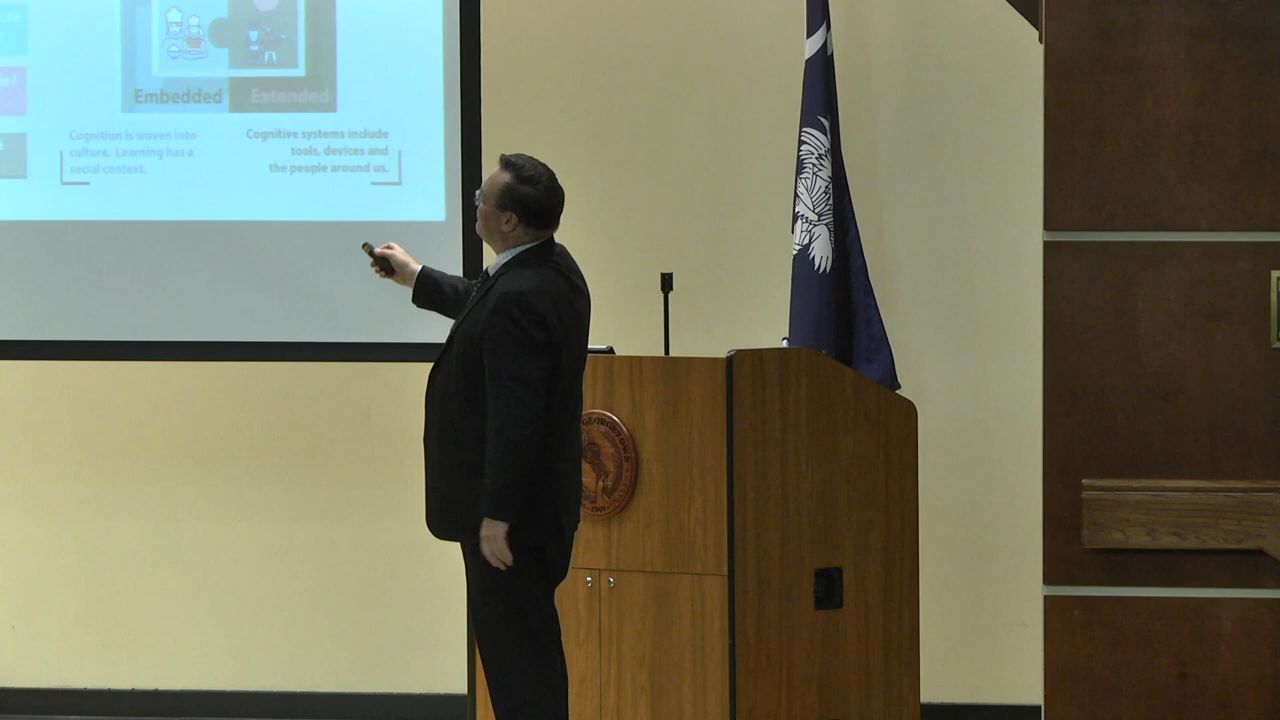 Embedded
Extended
Cognition is woven into
culture. Learning has a
social context.
Cognitive systems include
tools, devices and
the people around us.
GEORGETOWN